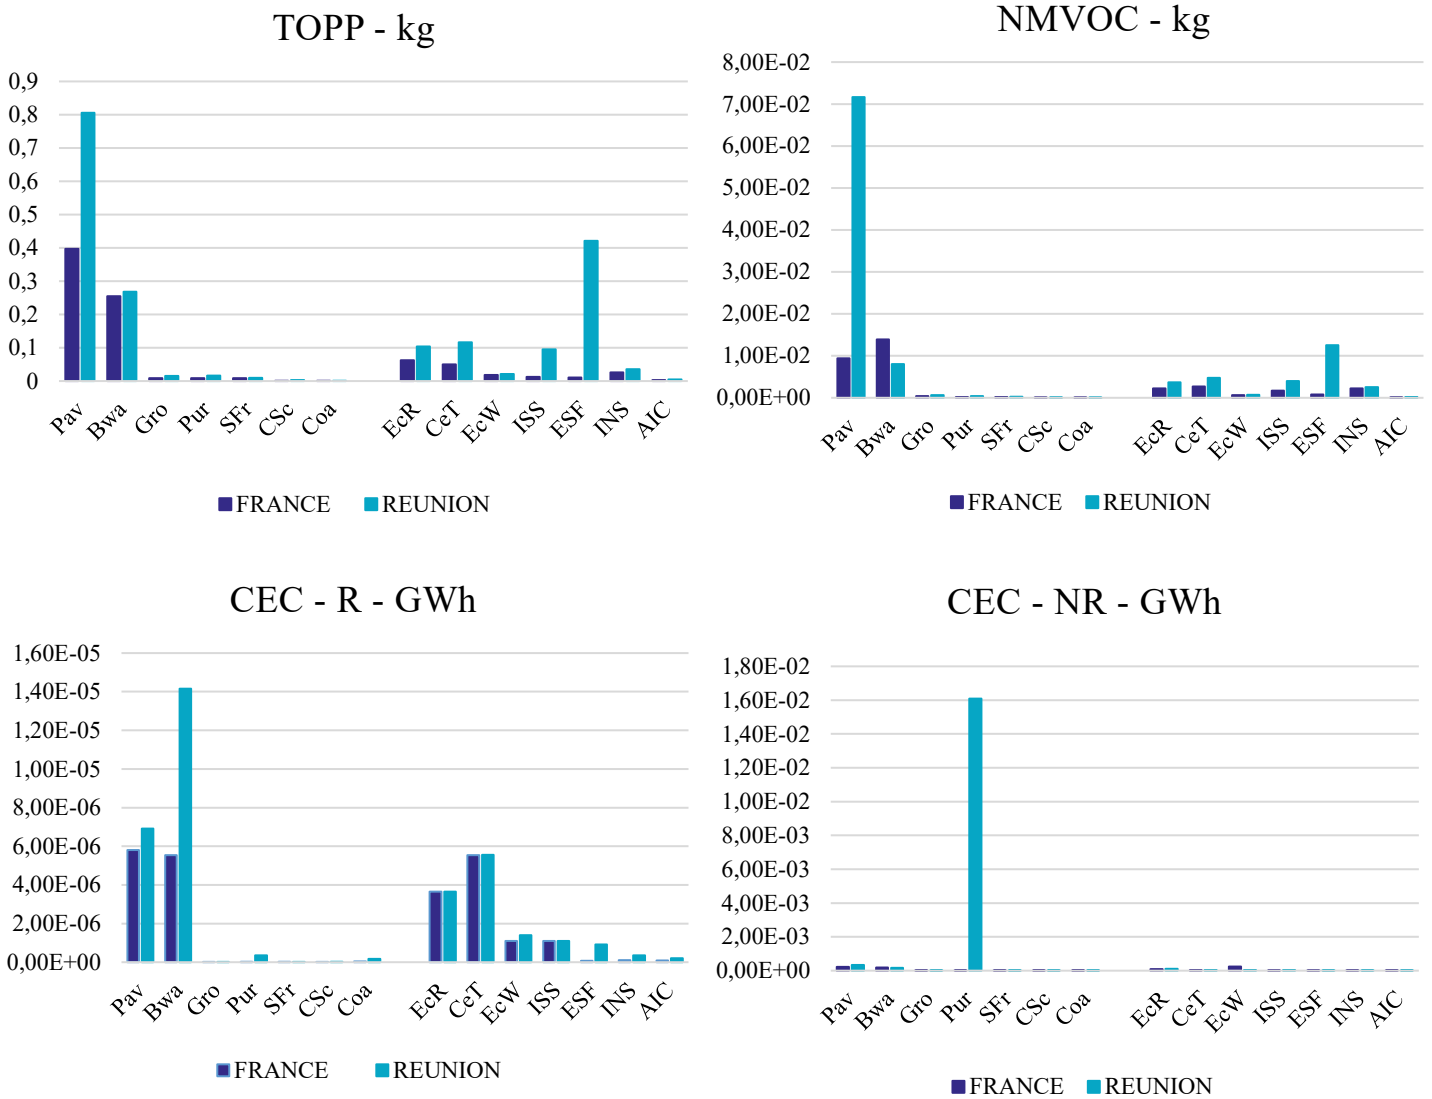 TOPP - kg
0,9
0,8
0,7
0,6
0,5
0,4
0,3
0,2
0,1
0
Pav Bwa Gro Pur SFr CSc Coa EcR CeT EcW ISS ESF INS AIC
FRANCE REUNION
NMVOC - kg
8,00E-02
7,00E-02
6,00E-02
5,00E-02
4,00E-02
3,00E-02
2,00E-02
1,00E-02
0,00E+00
Pav Bwa Gro Pur SFr CSc Coa EcR CeT EcW ISS ESF INS AIC
FRANCE REUNION
CEC - R - GWh
1,60E-05
1,40E-05
1,20E-05
1,00E-05
8,00E-06
6,00E-06
4,00E-06
2,00E-06
0,00E+00
Pav Bwa Gro Pur SFr CSc Coa EcR CeT EcW ISS ESF INS AIC
FRANCE REUNION
CEC - NR - GWh
1,80E-02
1,60E-02
1,40E-02
1,20E-02
1,00E-02
8,00E-03
6,00E-03
4,00E-03
2,00E-03
0,00E+00
Pav Bwa Gro Pur SFr CSc Coa EcR CeT EcW ISS ESF INS AIC
FRANCE REUNION